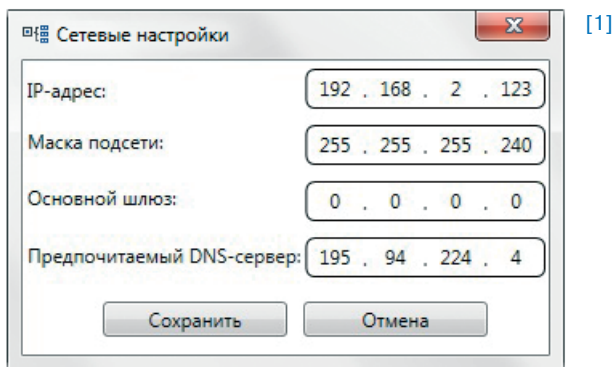 Сетевые настройки
[1]
IP-адрес: 192 . 168 . 2 . 123
Маска подсети: 255 . 255 . 255 . 240
Основной шлюз: 0 . 0 . 0 . 0
Предпочитаемый DNS-сервер: 195 . 94 . 224 . 4
Сохранить Отмена